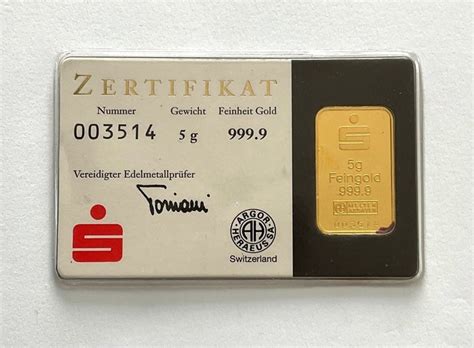 ZERTIFIKAT
Nummer Gewicht Feinheit Gold
003514 5 g 999.9
Vereidigter Edelmetallprüfer
ARGOR
HERAEUS SA
AH
Switzerland
5g
Feingold
999.9